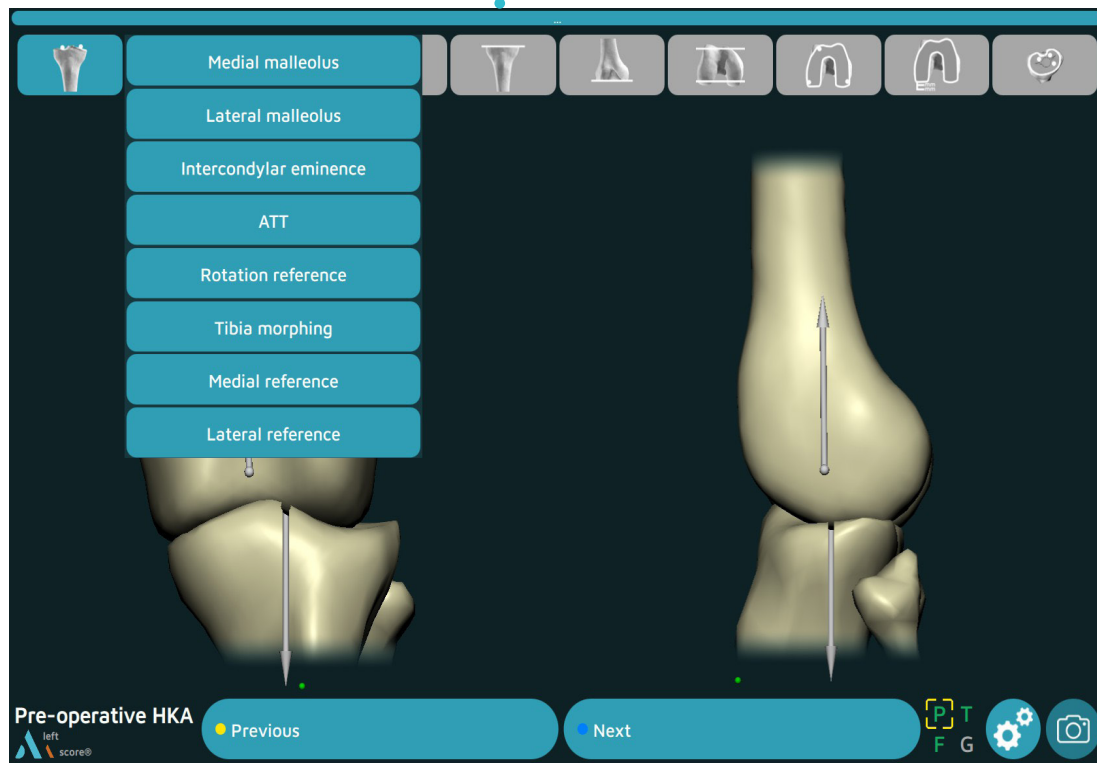 ...
Medial malleolus
Lateral malleolus
Intercondylar eminence
ATT
Rotation reference
Tibia morphing
Medial reference
Lateral reference
Pre-operative HKA
left
score®
Previous
Next
P T
F G